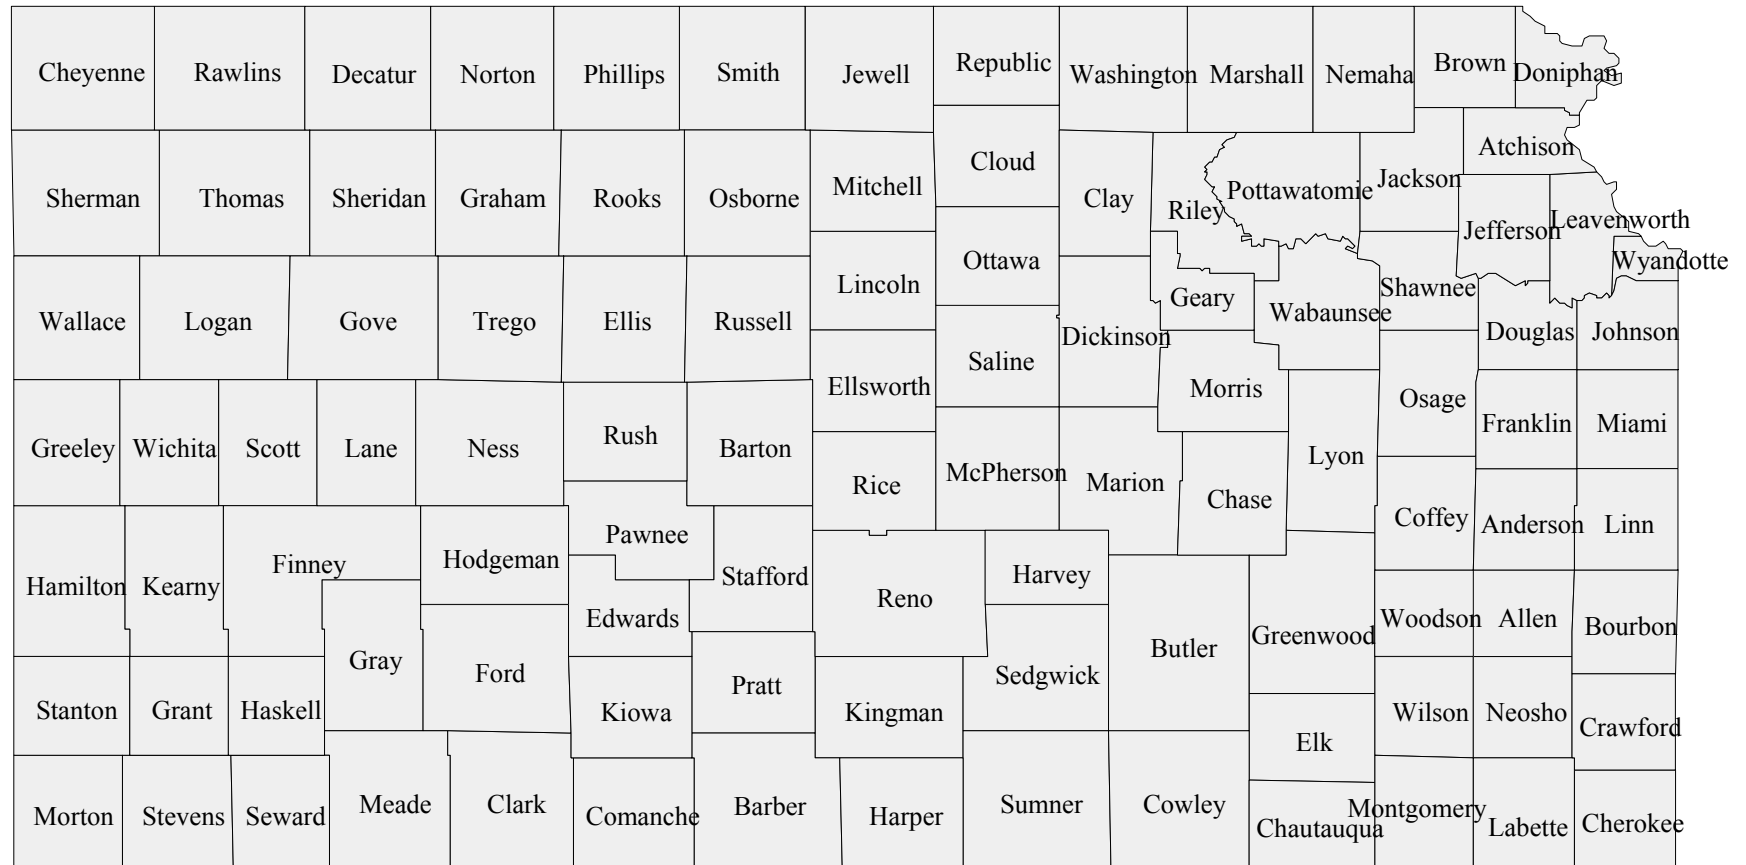 Cheyenne
Rawlins
Decatur
Norton
Phillips
Smith
Jewell
Republic
Washington
Marshall
Nemaha
Brown
Doniphan
Sherman
Thomas
Sheridan
Graham
Rooks
Osborne
Mitchell
Cloud
Clay
Riley
Pottawatomie
Jackson
Atchison
Jefferson
Leavenworth
Wyandotte
Wallace
Logan
Gove
Trego
Ellis
Russell
Lincoln
Ottawa
Dickinson
Geary
Wabaunsee
Shawnee
Douglas
Johnson
Greeley
Wichita
Scott
Lane
Ness
Rush
Barton
Ellsworth
Saline
Morris
Osage
Franklin
Miami
Rice
McPherson
Marion
Chase
Lyon
Coffey
Anderson
Linn
Hamilton
Kearny
Finney
Hodgeman
Pawnee
Stafford
Edwards
Reno
Harvey
Butler
Greenwood
Woodson
Allen
Bourbon
Gray
Ford
Pratt
Sedgwick
Stanton
Grant
Haskell
Kiowa
Kingman
Elk
Wilson
Neosho
Crawford
Morton
Stevens
Seward
Meade
Clark
Comanche
Barber
Harper
Sumner
Cowley
Chautauqua
Montgomery
Labette
Cherokee